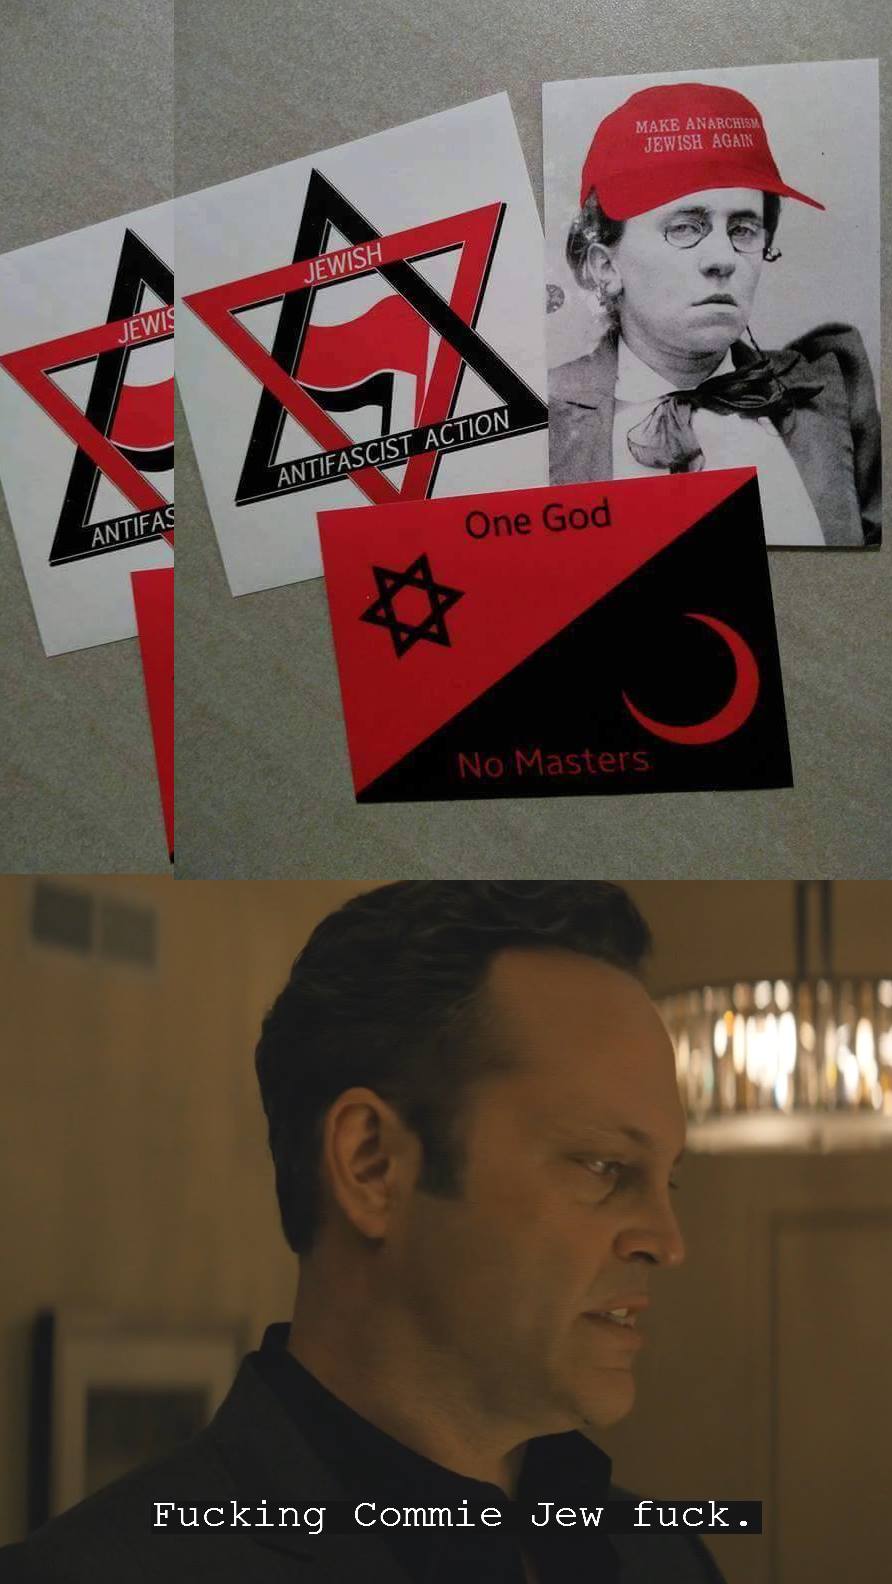 JEWIS
ANTIFAS
JEWISH
ANTIFASCIST ACTION
MAKE ANARCHISM
JEWISH AGAIN
One God
No Masters
Fucking Commie Jew fuck.